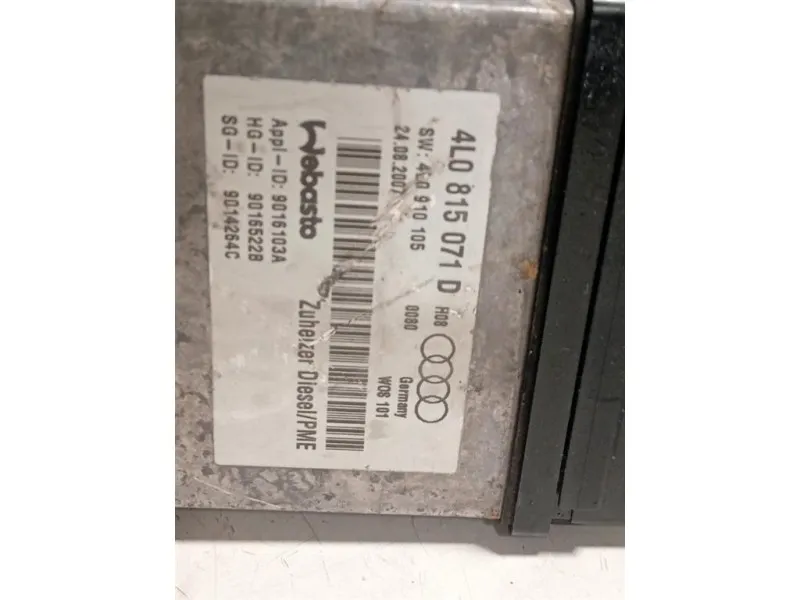 4L0 815 071 D H08
SW: 4L0 910 105 0080
24.08.2007
Germany
W08 101
Webasto Zuheizer Diesel/PME
Appl-ID: 9016103A
HG-ID: 9016522B
SG-ID: 9014264C